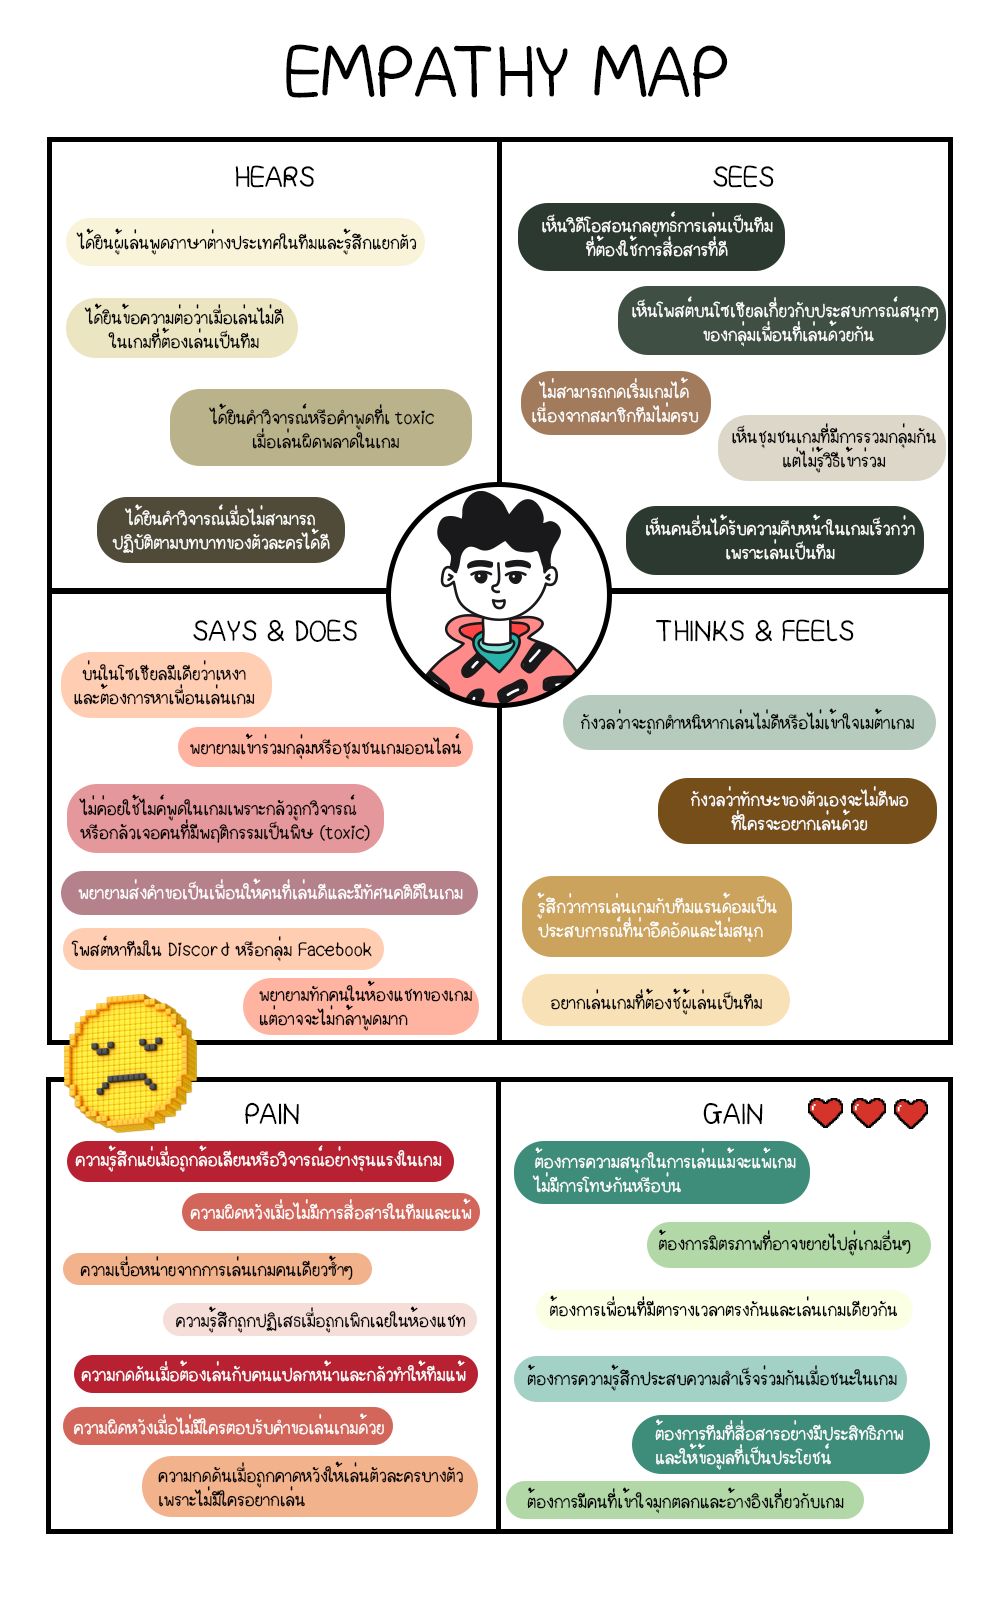 EMPATHY MAP
HEARS
ได้ยินผู้เล่นพูดภาษาต่างประเทศในทีมและรู้สึกแยกตัว
ได้ยินข้อความต่อว่าเมื่อเล่นไม่ดี
ในเกมที่ต้องเล่นเป็นทีม
ได้ยินคำวิจารณ์หรือคำพูดที่เ toxic
เมื่อเล่นผิดพลาดในเกม
ได้ยินคำวิจารณ์เมื่อไม่สามารถ
ปฏิบัติตามบทบาทของตัวละครได้ดี
SEES
เห็นวิดีโอสอนกลยุทธ์การเล่นเป็นทีม
ที่ต้องใช้การสื่อสารที่ดี
เห็นโพสต์บนโซเชียลเกี่ยวกับประสบการณ์สนุกๆ
ของกลุ่มเพื่อนที่เล่นด้วยกัน
ไม่สามารถกดเริ่มเกมได้
เนื่องจากสมาชิกทีมไม่ครบ
เห็นชุมชนเกมที่มีการรวมกลุ่มกัน
แต่ไม่รู้วิธีเข้าร่วม
เห็นคนอื่นได้รับความคืบหน้าในเกมเร็วกว่า
เพราะเล่นเป็นทีม
SAYS & DOES
บ่นในโซเชียลมีเดียว่าเหงา
และต้องการหาเพื่อนเล่นเกม
พยายามเข้าร่วมกลุ่มหรือชุมชนเกมออนไลน์
ไม่ค่อยใช้ไมค์พูดในเกมเพราะกลัวถูกวิจารณ์
หรือกลัวเจอคนที่มีพฤติกรรมเป็นพิษ (toxic)
พยายามส่งคำขอเป็นเพื่อนให้คนที่เล่นดีและมีทัศนคติดีในเกม
โพสต์หาทีมใน Discord หรือกลุ่ม Facebook
พยายามทักคนในห้องแชทของเกม
แต่อาจจะไม่กล้าพูดมาก
THINKS & FEELS
กังวลว่าจะถูกตำหนิหากเล่นไม่ดีหรือไม่เข้าใจเมต้าเกม
กังวลว่าทักษะของตัวเองจะไม่ดีพอ
ที่ใครจะอยากเล่นด้วย
รู้สึกว่าการเล่นเกมกับทีมแรนด้อมเป็น
ประสบการณ์ที่น่าอึดอัดและไม่สนุก
อยากเล่นเกมที่ต้องช้ผู้เล่นเป็นทีม
PAIN
ความรู้สึกแย่เมื่อถูกล้อเลียนหรือวิจารณ์อย่างรุนแรงในเกม
ความผิดหวังเมื่อไม่มีการสื่อสารในทีมและแพ้
ความเบื่อหน่ายจากการเล่นเกมคนเดียวซ้ำๆ
ความรู้สึกถูกปฏิเสธเมื่อถูกเพิกเฉยในห้องแชท
ความกดดันเมื่อต้องเล่นกับคนแปลกหน้าและกลัวทำให้ทีมแพ้
ความผิดหวังเมื่อไม่มีใครตอบรับคำขอเล่นเกมด้วย
ความกดดันเมื่อถูกคาดหวังให้เล่นตัวละครบางตัว
เพราะไม่มีใครอยากเล่น
GAIN
ต้องการความสนุกในการเล่นแม้จะแพ้เกม
ไม่มีการโทษกันหรือบ่น
ต้องการมิตรภาพที่อาจขยายไปสู่เกมอื่นๆ
ต้องการเพื่อนที่มีตารางเวลาตรงกันและเล่นเกมเดียวกัน
ต้องการความรู้สึกประสบความสำเร็จร่วมกันเมื่อชนะในเกม
ต้องการทีมที่สื่อสารอย่างมีประสิทธิภาพ
และให้ข้อมูลที่เป็นประโยชน์
ต้องการมีคนที่เข้าใจมุกตลกและอ้างอิงเกี่ยวกับเกม